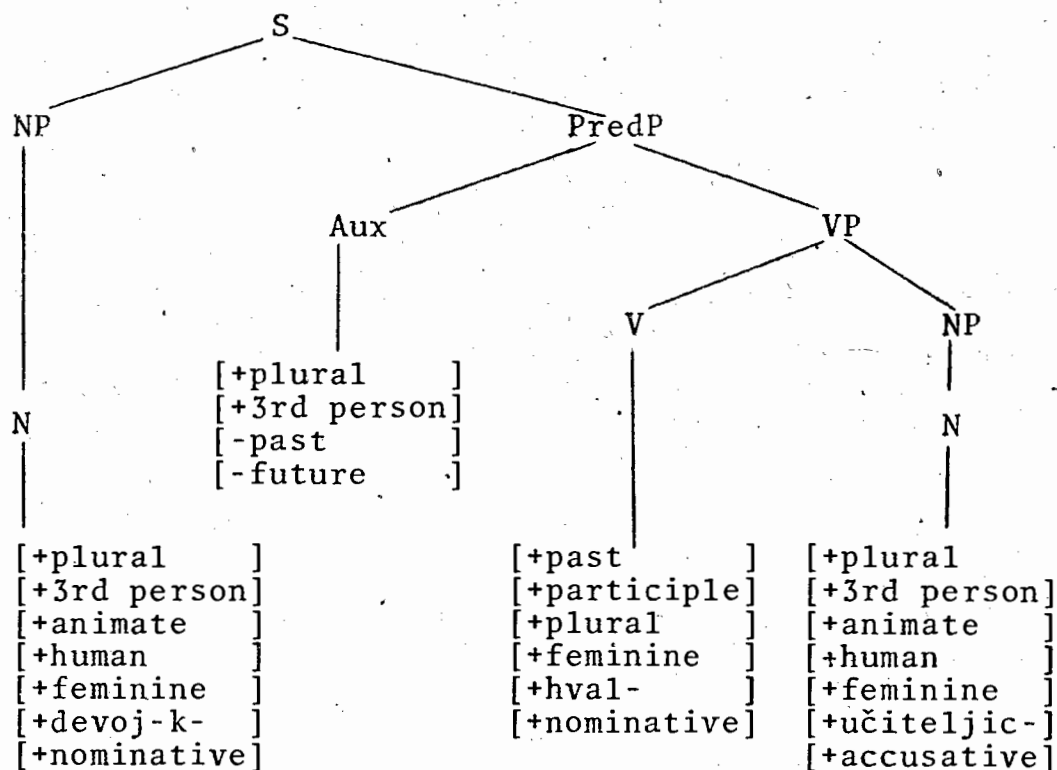 S
NP PredP
Aux VP
V NP
[+plural ]
[+3rd person]
[-past ]
[-future ]
N N
[+plural ] [+past ] [+plural ]
[+3rd person] [+participle] [+3rd person]
[+animate ] [+plural ] [+animate ]
[+human ] [+feminine ] [+human ]
[+feminine ] [+hval- ] [+feminine ]
[+devoj-k- ] [+nominative] [+učiteljic-]
[+nominative] [+accusative]